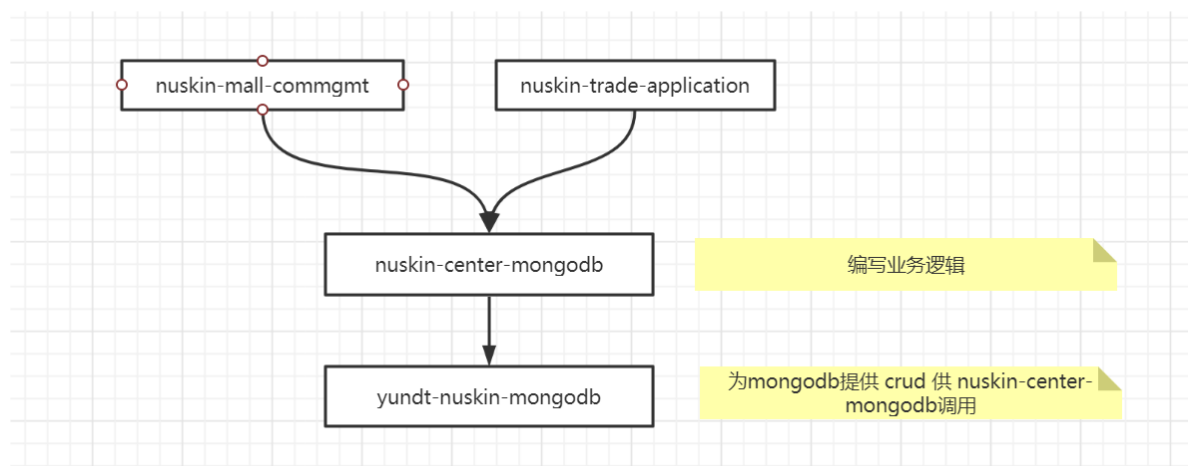 nuskin-mall-commgmt
nuskin-trade-application
nuskin-center-mongodb
编写业务逻辑
yundt-nuskin-mongodb
为mongodb提供 crud 供 nuskin-center-
mongodb调用